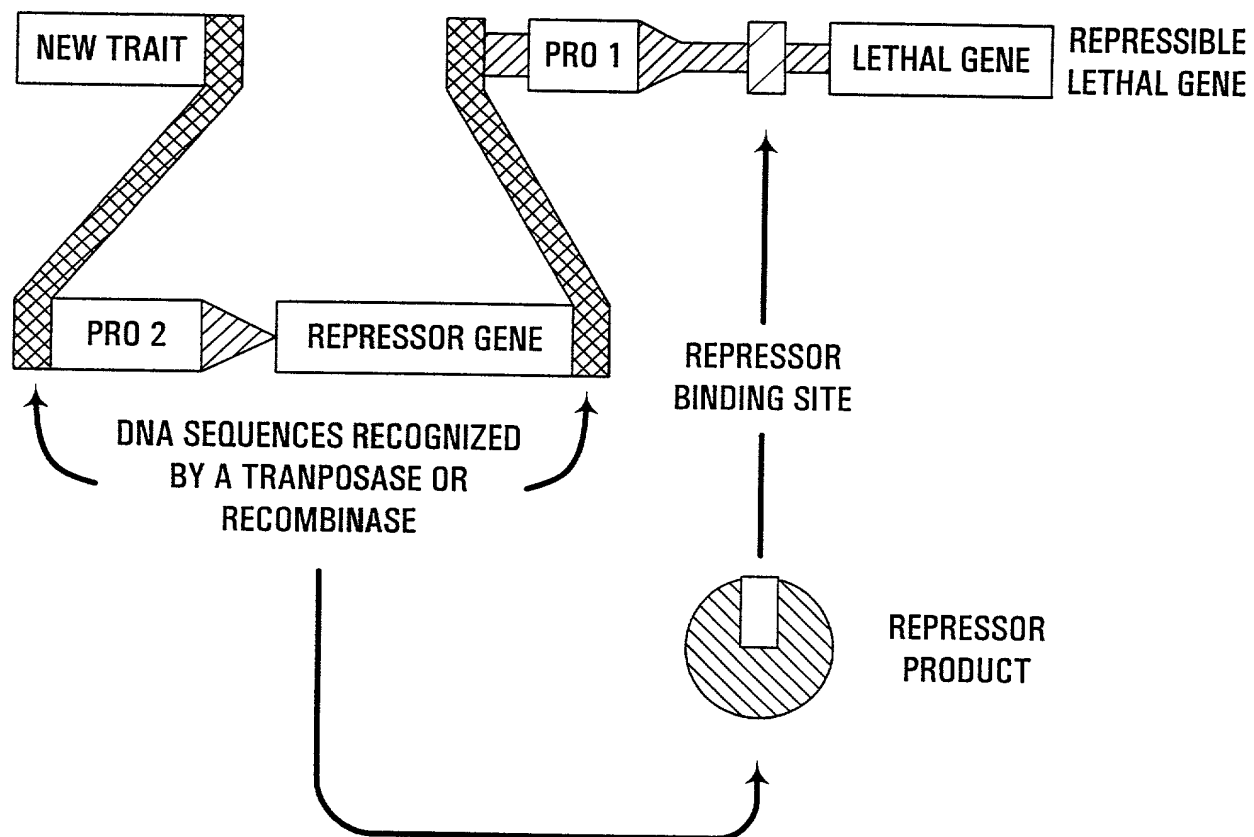 NEW TRAIT
PRO 1
LETHAL GENE
REPRESSIBLE
LETHAL GENE
PRO 2
REPRESSOR GENE
REPRESSOR
BINDING SITE
DNA SEQUENCES RECOGNIZED
BY A TRANPOSASE OR
RECOMBINASE
REPRESSOR
PRODUCT